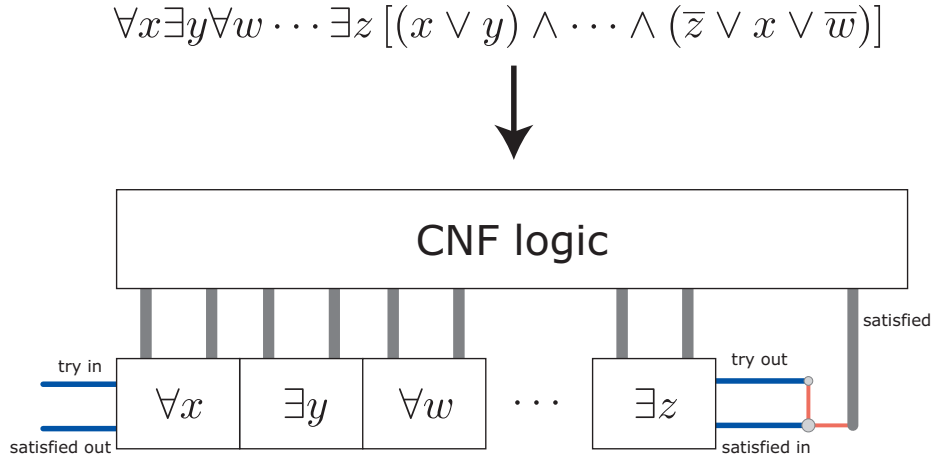 ∀x∃y∀w ⋯ ∃z [(x ∨ y) ∧ ⋯ ∧ (z̅ ∨ x ∨ w̅)]
CNF logic
satisfied
try in
try out
∀x ∃y ∀w ⋯ ∃z
satisfied out
satisfied in